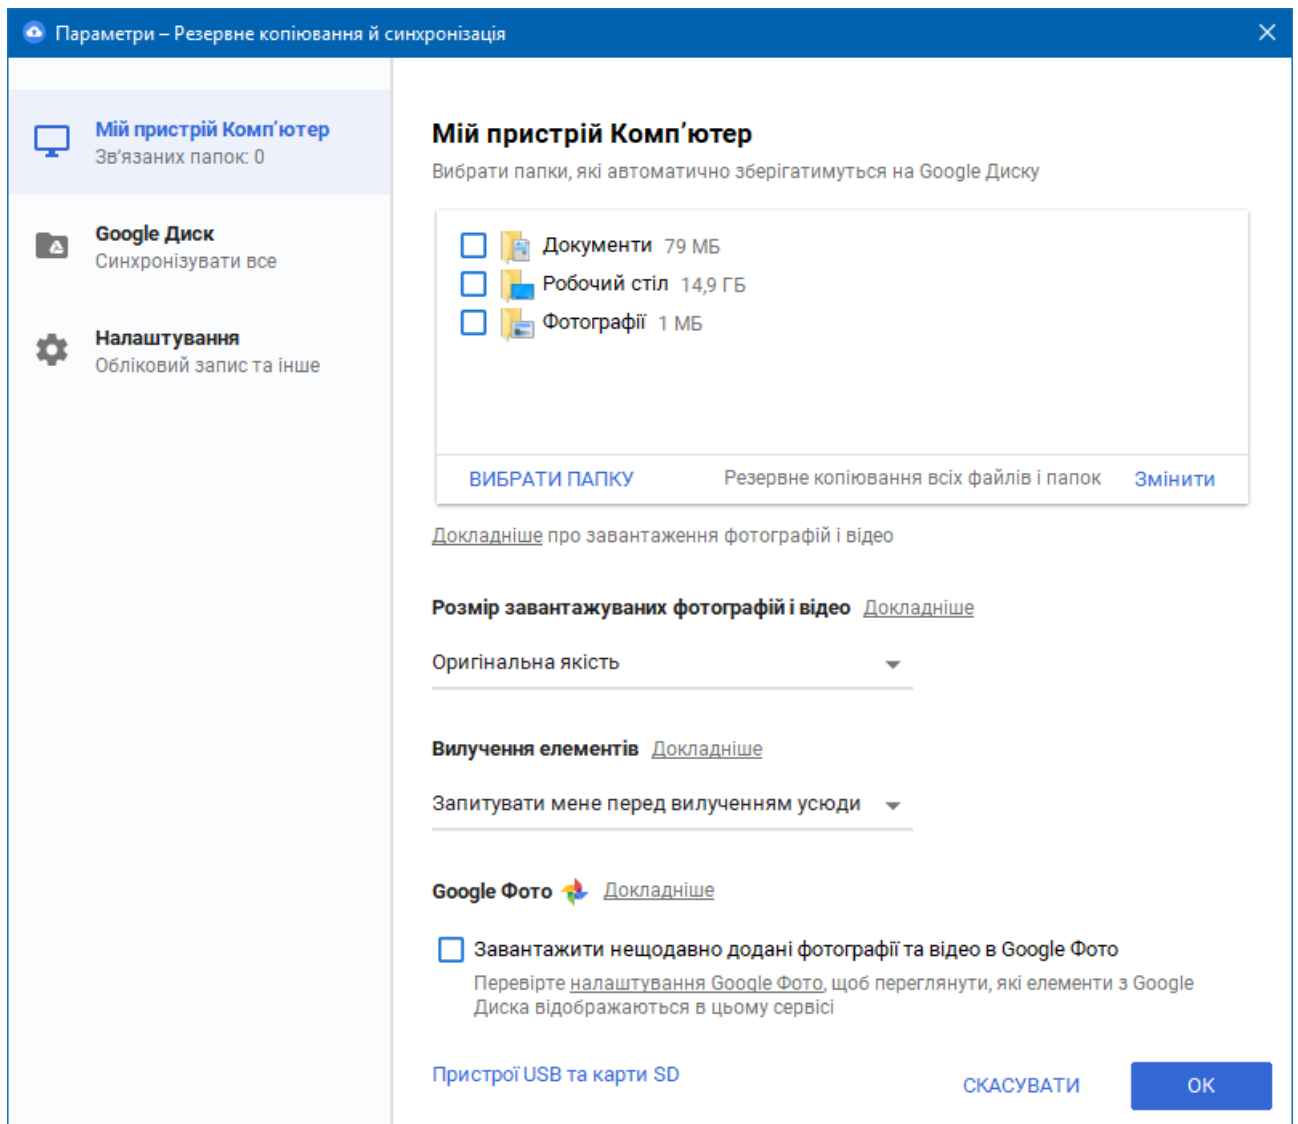 Параметри – Резервне копіювання й синхронізація
Мій пристрій Комп’ютер
Зв’язаних папок: 0
Google Диск
Синхронізувати все
Налаштування
Обліковий запис та інше
Мій пристрій Комп’ютер
Вибрати папки, які автоматично зберігатимуться на Google Диску
Документи 79 МБ
Робочий стіл 14,9 ГБ
Фотографії 1 МБ
ВИБРАТИ ПАПКУ Резервне копіювання всіх файлів і папок Змінити
Докладніше про завантаження фотографій і відео
Розмір завантажуваних фотографій і відео Докладніше
Оригінальна якість
Вилучення елементів Докладніше
Запитувати мене перед вилученням усюди
Google Фото Докладніше
Завантажити нещодавно додані фотографії та відео в Google Фото
Перевірте налаштування Google Фото, щоб переглянути, які елементи з Google
Диска відображаються в цьому сервісі
Пристрої USB та карти SD
СКАСУВАТИ ОК